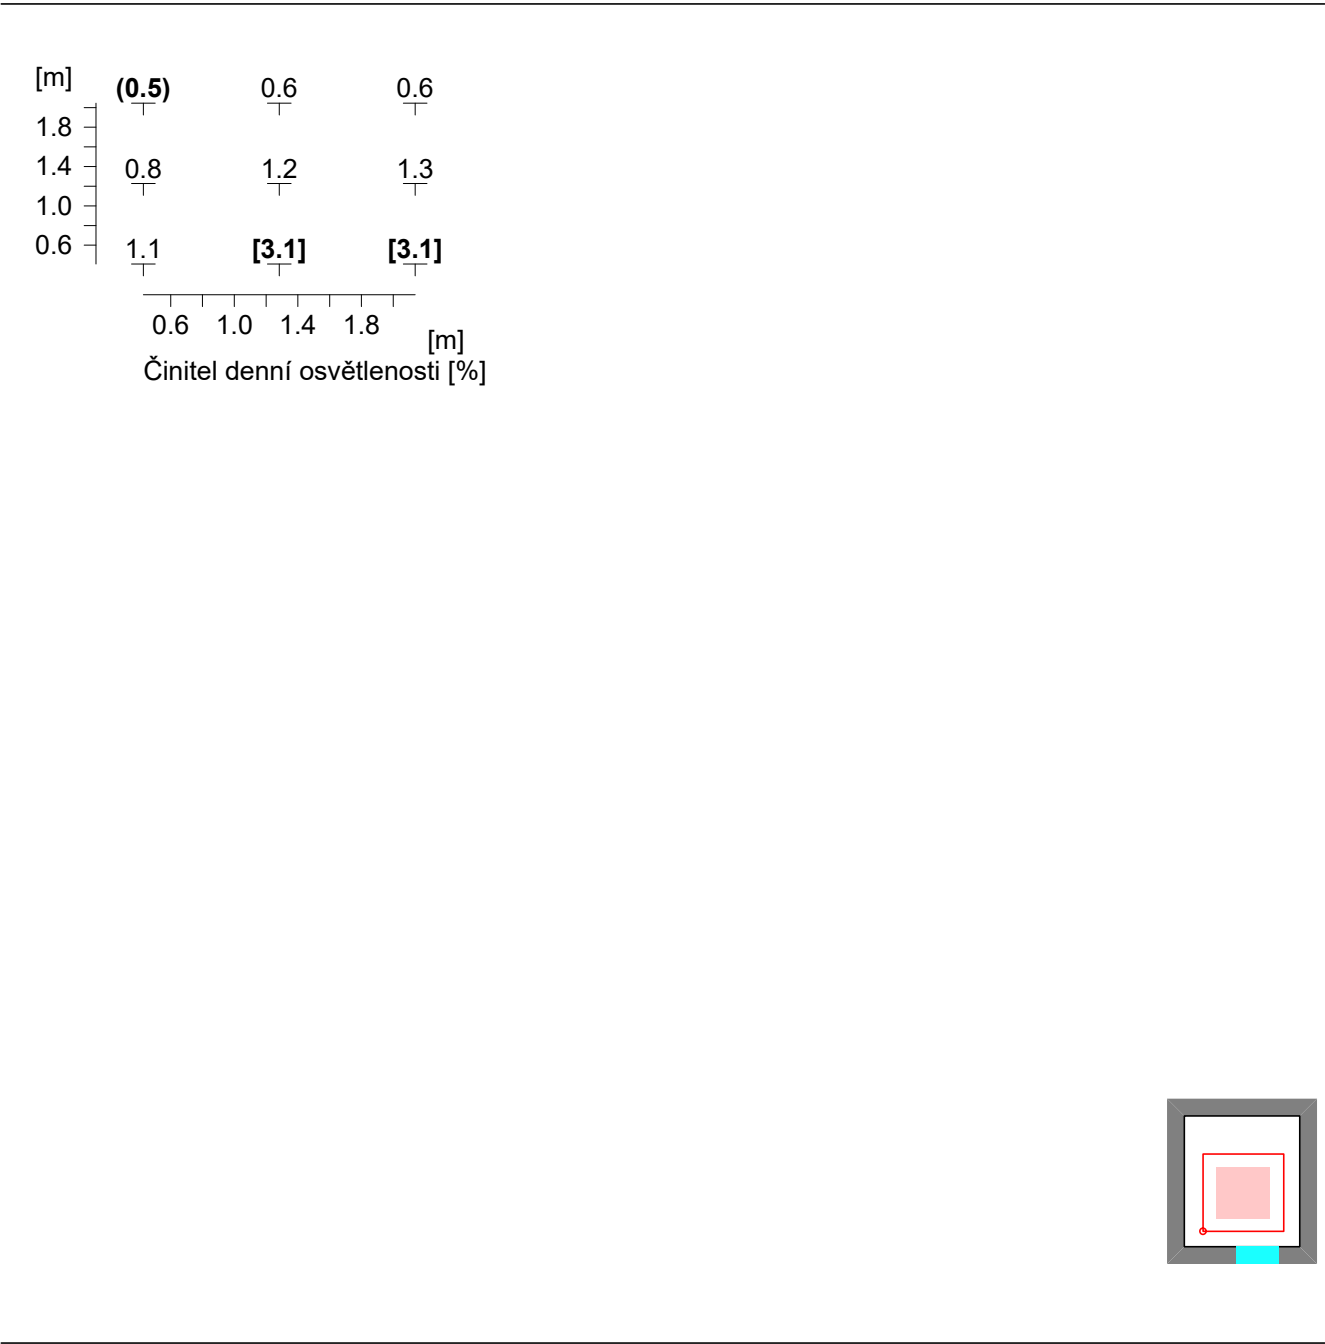 [m] (0.5) 0.6 0.6
1.8
1.4 0.8 1.2 1.3
1.0
0.6 1.1 [3.1] [3.1]
0.6 1.0 1.4 1.8 [m]
Činitel denní osvětlenosti [%]